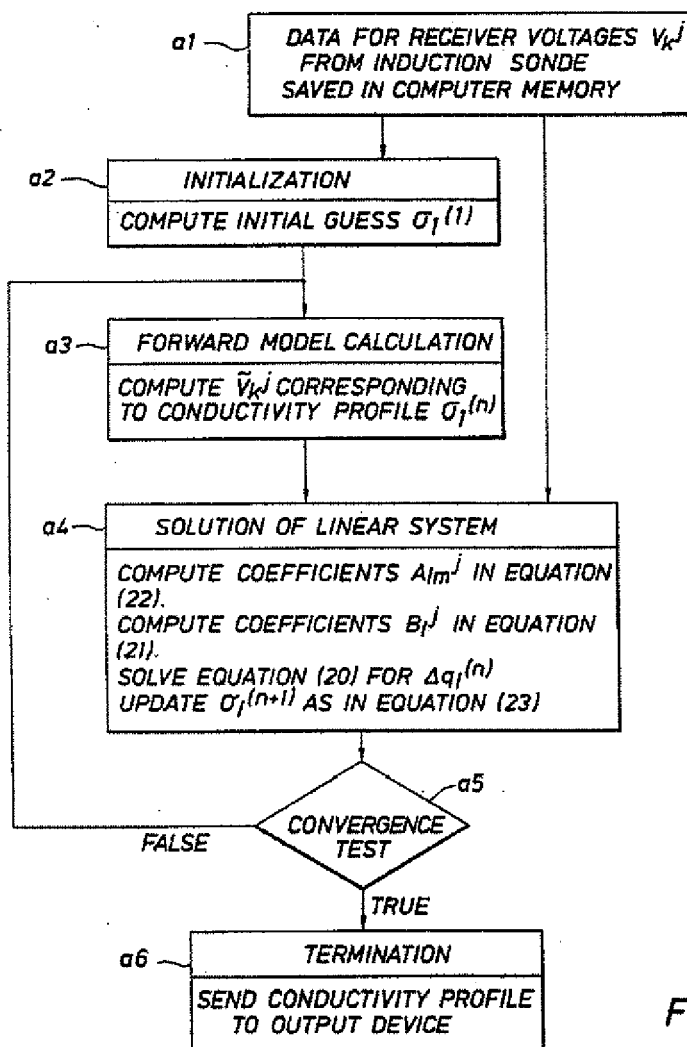 a1
DATA FOR RECEIVER VOLTAGES V_K^j
FROM INDUCTION SONDE
SAVED IN COMPUTER MEMORY
a2
INITIALIZATION
COMPUTE INITIAL GUESS σ_l^(1)
a3
FORWARD MODEL CALCULATION
COMPUTE Ṽ_K^j CORRESPONDING
TO CONDUCTIVITY PROFILE σ_l^(n)
a4
SOLUTION OF LINEAR SYSTEM
COMPUTE COEFFICIENTS A_lm^j IN EQUATION
(22).
COMPUTE COEFFICIENTS B_l^j IN EQUATION
(21).
SOLVE EQUATION (20) FOR Δq_l^(n)
UPDATE σ_l^(n+1) AS IN EQUATION (23)
a5
CONVERGENCE
TEST
FALSE
TRUE
a6
TERMINATION
SEND CONDUCTIVITY PROFILE
TO OUTPUT DEVICE
F